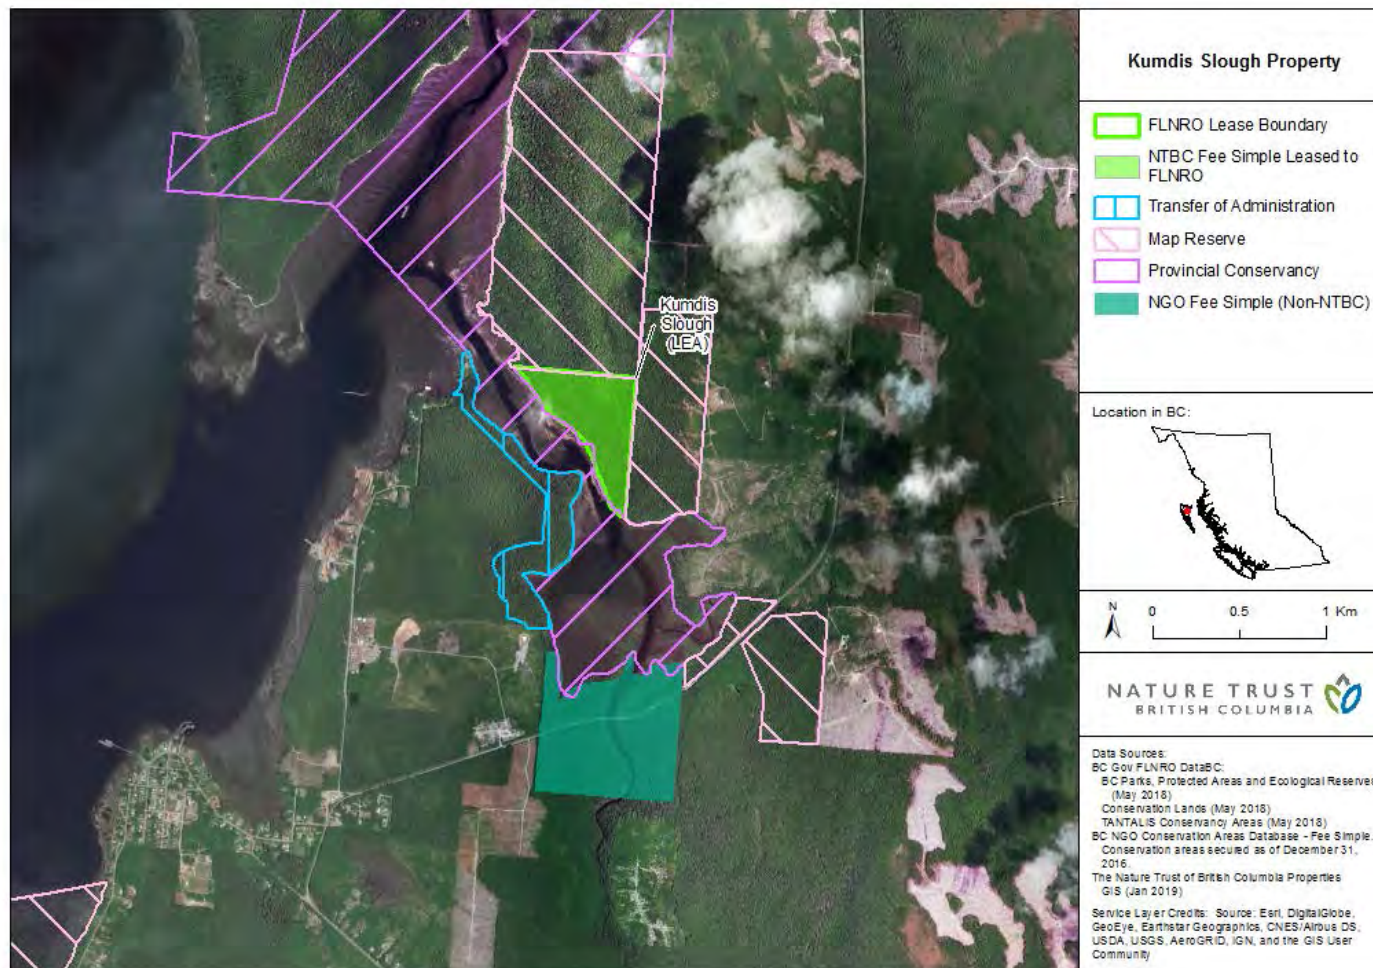 Kumdis Slough Property
FLNRO Lease Boundary
NTBC Fee Simple Leased to
FLNRO
Transfer of Administration
Map Reserve
Provincial Conservancy
NGO Fee Simple (Non-NTBC)
Kumdis
Slough
(LEA)
Location in BC:
N
0 0.5 1 Km
NATURE TRUST
BRITISH COLUMBIA
Data Sources:
BC Gov FLNRO DataBC:
BC Parks, Protected Areas and Ecological Reserves
(May 2018)
Conservation Lands (May 2018)
TANTALIS Conservancy Areas (May 2018)
BC NGO Conservation Areas Database - Fee Simple.
Conservation areas secured as of December 31,
2016.
The Nature Trust of British Columbia Properties
GIS (Jan 2019)
Service Layer Credits: Source: Esri, DigitalGlobe,
GeoEye, Earthstar Geographics, CNES/Airbus DS,
USDA, USGS, AeroGRID, IGN, and the GIS User
Community